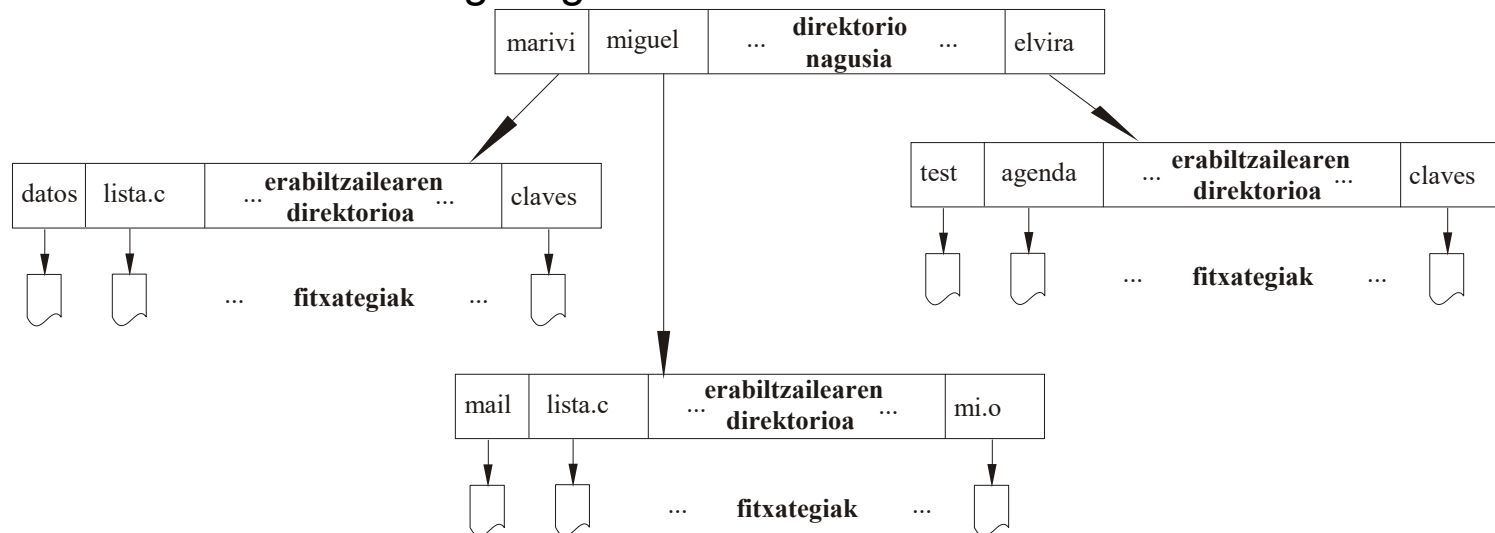 marivi miguel ... direktorio nagusia ... elvira
datos lista.c ... erabiltzailearen direktorioa ... claves
... fitxategiak ...
test agenda ... erabiltzailearen direktorioa ... claves
... fitxategiak ...
mail lista.c ... erabiltzailearen direktorioa ... mi.o
... fitxategiak ...